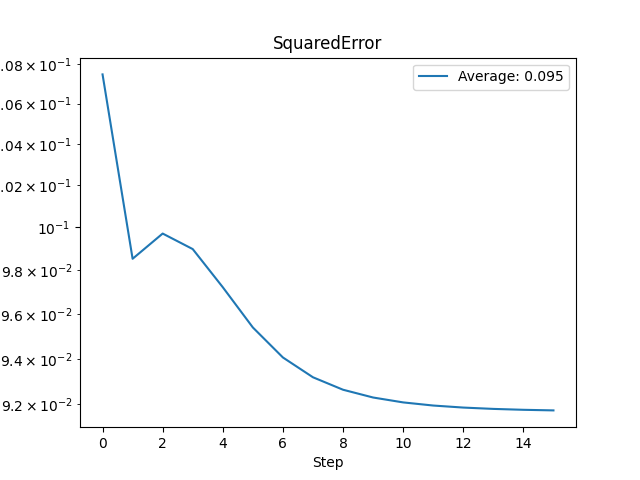 SquaredError
Average: 0.095
.08 × 10⁻¹
.06 × 10⁻¹
.04 × 10⁻¹
.02 × 10⁻¹
10⁻¹
9.8 × 10⁻²
9.6 × 10⁻²
9.4 × 10⁻²
9.2 × 10⁻²
0 2 4 6 8 10 12 14
Step